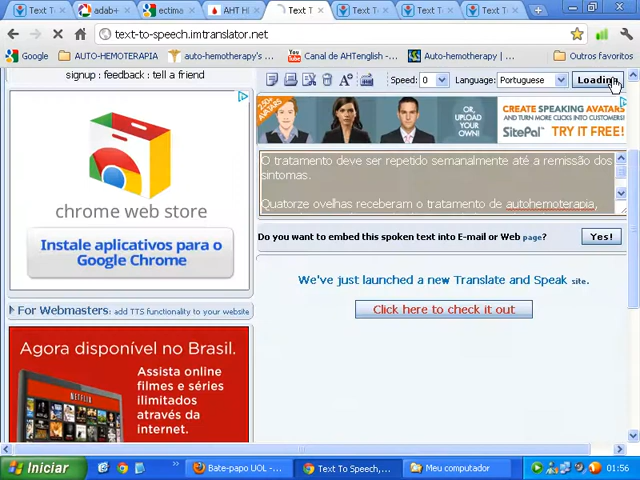 Text T
adab+
ectima
AHT H
Text T
Text T
Text T
Text T
text-to-speech.imtranslator.net
Google
AUTO-HEMOTERAPIA
auto-hemotherapy's ...
Canal de AHTenglish - ...
Auto-hemotherapy | ...
Outros favoritos
signup : feedback : tell a friend
Speed: 0
Language: Portuguese
Loading
250+
AVATARS
OR,
UPLOAD
YOUR
OWN!
CREATE SPEAKING AVATARS
AND TURN MORE CLICKS INTO CUSTOMERS!
SitePal TRY IT FREE!
chrome web store
Instale aplicativos para o
Google Chrome
O tratamento deve ser repetido semanalmente até a remissão dos
sintomas.
Quatorze ovelhas receberam o tratamento de autohemoterapia,
Do you want to embed this spoken text into E-mail or Web page?
Yes!
We've just launched a new Translate and Speak site.
Click here to check it out
For Webmasters: add TTS functionality to your website
Agora disponível no Brasil.
Assista online
filmes e séries
ilimitados
através da
internet.
NETFLIX
Iniciar
Bate-papo UOL - ...
Text To Speech, ...
Meu computador
01:56